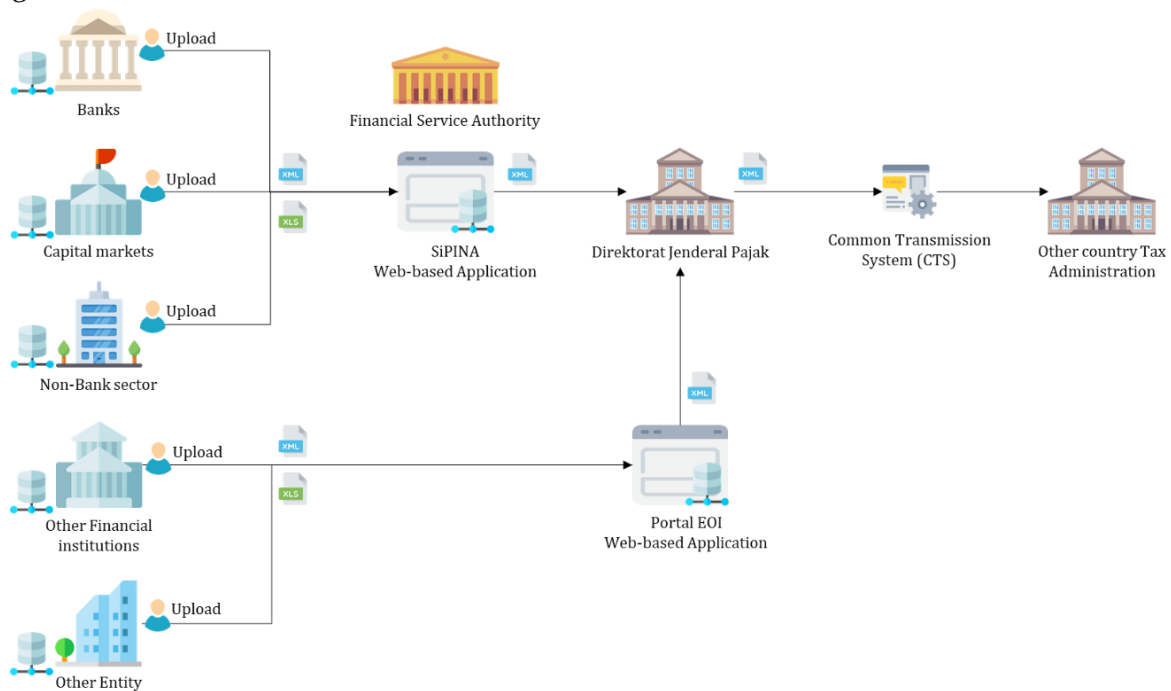 Upload
Banks
Financial Service Authority
Upload
XML
XLS
XML
XML
Capital markets
SiPINA
Web-based Application
Direktorat Jenderal Pajak
Common Transmission
System (CTS)
Other country Tax
Administration
Upload
Non-Bank sector
XML
Upload
XML
XLS
Other Financial
institutions
Portal EOI
Web-based Application
Upload
Other Entity